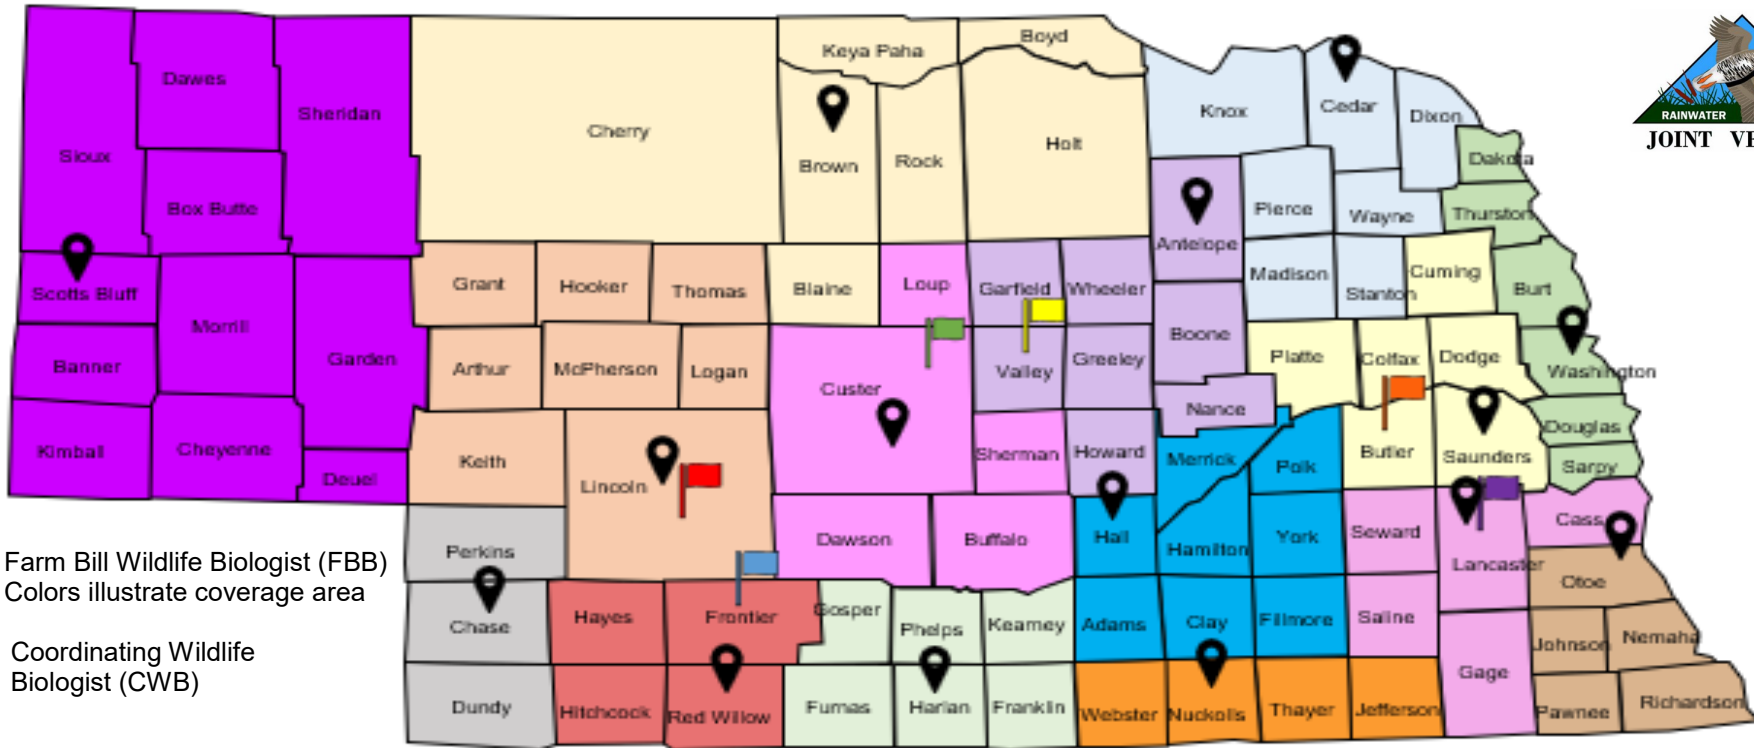 Keya Paha
Boyd
Dawes
Sheridan
Cherry
Knox
Cedar
Dixon
RAINWATER
JOINT VE
Sioux
Brown
Rock
Holt
Dakota
Box Butte
Pierce
Wayne
Thurston
Antelope
Scotts Bluff
Grant
Hooker
Thomas
Blaine
Loup
Garfield
Wheeler
Madison
Stanton
Cuming
Burt
Morrill
Banner
Garden
Arthur
McPherson
Logan
Custer
Valley
Greeley
Boone
Platte
Colfax
Dodge
Washington
Nance
Kimball
Cheyenne
Deuel
Keith
Lincoln
Sherman
Howard
Merrick
Polk
Butler
Saunders
Douglas
Sarpy
Perkins
Dawson
Buffalo
Hall
Hamilton
York
Seward
Lancaster
Cass
Otoe
Farm Bill Wildlife Biologist (FBB)
Colors illustrate coverage area
Chase
Hayes
Frontier
Gosper
Phelps
Kearney
Adams
Clay
Fillmore
Saline
Johnson
Nemaha
Coordinating Wildlife
Biologist (CWB)
Dundy
Hitchcock
Red Willow
Furnas
Harlan
Franklin
Webster
Nuckolls
Thayer
Jefferson
Gage
Pawnee
Richardson